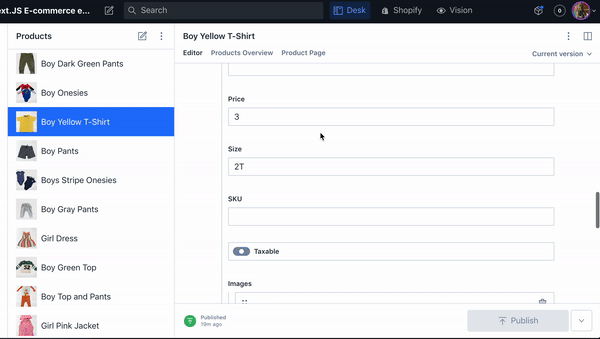 ext.JS E-commerce e...
Search
Desk
Shopify
Vision
0
Products
Boy Dark Green Pants
Boy Onesies
Boy Yellow T-Shirt
Boy Pants
Boys Stripe Onesies
Boy Gray Pants
Girl Dress
Boy Green Top
Boy Top and Pants
Girl Pink Jacket
Boy Yellow T-Shirt
Editor Products Overview Product Page
Current version
Price
3
Size
2T
SKU
Taxable
Images
Published
19m ago
Publish